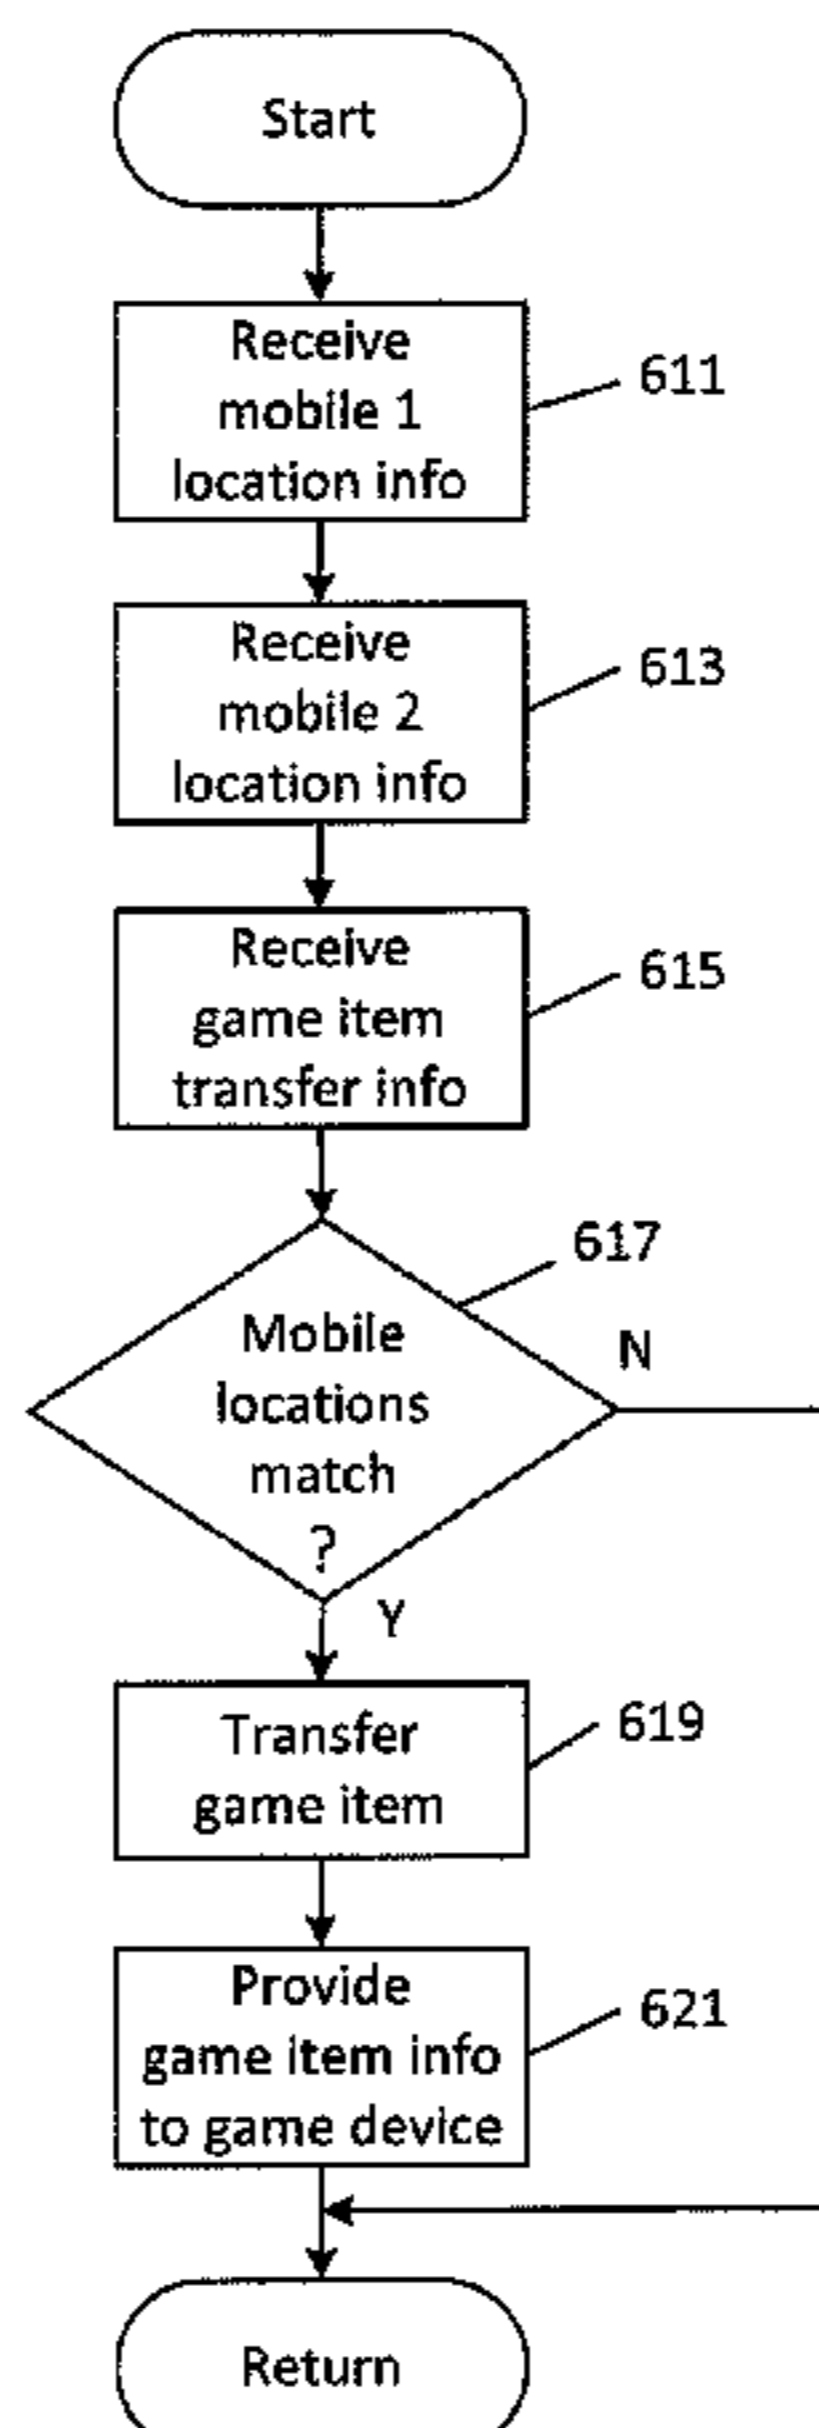 Start
Receive
mobile 1
location info
611
Receive
mobile 2
location info
613
Receive
game item
transfer info
615
617
Mobile
locations
match
?
N
Y
Transfer
game item
619
Provide
game item info
to game device
621
Return